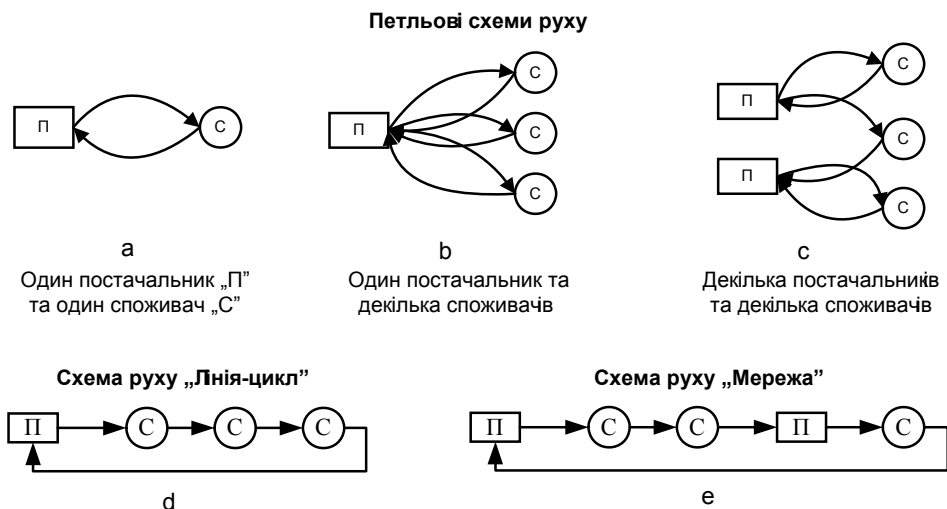 Петльові схеми руху
С
С
П
С
П
П
С
С
П
С
С
С
a
b
c
Один постачальник „П”
та один споживач „С”
Один постачальник та
декілька споживачів
Декілька постачальників
та декілька споживачів
Схема руху „Лінія-цикл”
Схема руху „Мережа”
П С С С
П С С П С
d
e